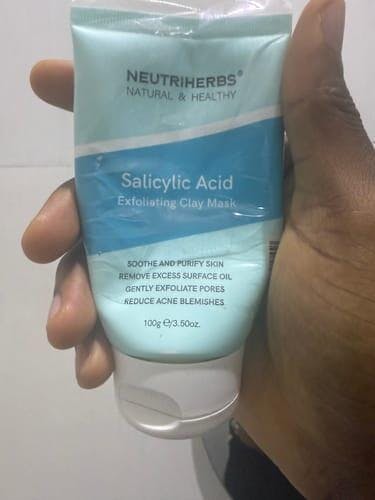 NEUTRIHERBS®
NATURAL & HEALTHY
Salicylic Acid
Exfoliating Clay Mask
SOOTHE AND PURIFY SKIN
REMOVE EXCESS SURFACE OIL
GENTLY EXFOLIATE PORES
REDUCE ACNE BLEMISHES
100g ℮/3.50oz.